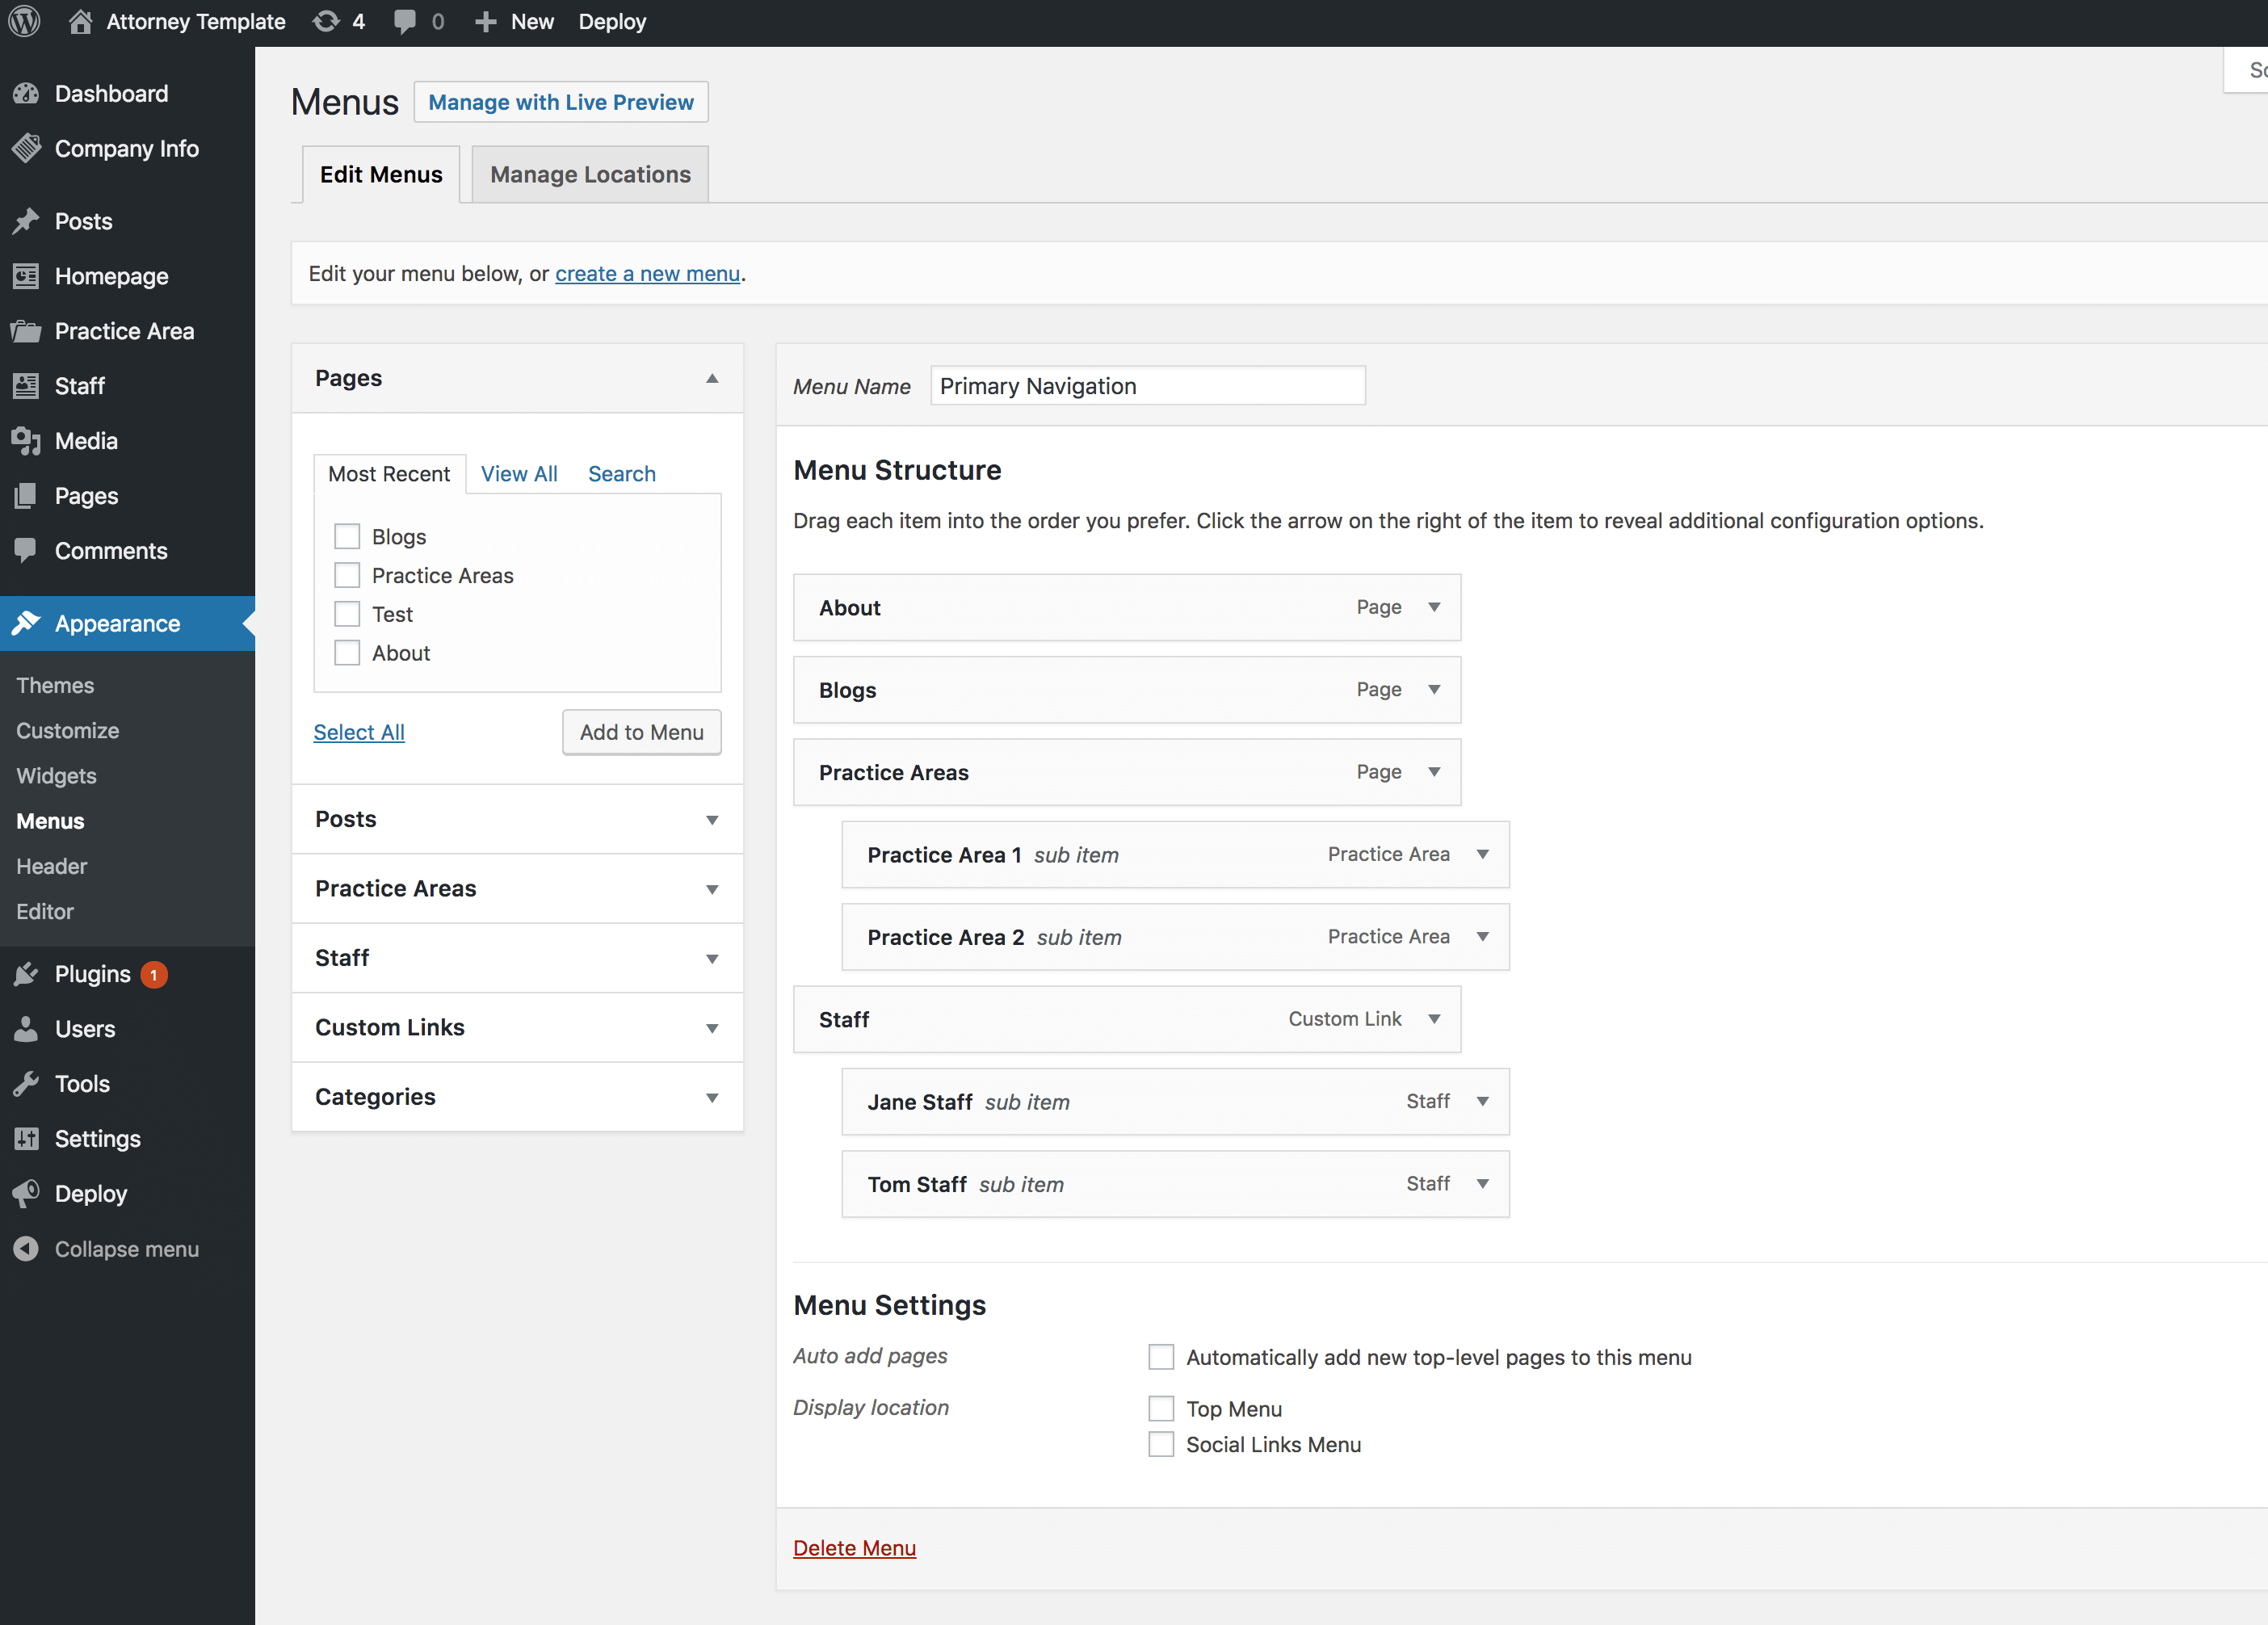 Attorney Template 4 0 New Deploy
Dashboard
Company Info
Posts
Homepage
Practice Area
Staff
Media
Pages
Comments
Appearance
Themes
Customize
Widgets
Menus
Header
Editor
Plugins 1
Users
Tools
Settings
Deploy
Collapse menu
Menus Manage with Live Preview
Edit Menus Manage Locations
Edit your menu below, or create a new menu.
Pages
Most Recent View All Search
Blogs
Practice Areas
Test
About
Select All Add to Menu
Posts
Practice Areas
Staff
Custom Links
Categories
Menu Name Primary Navigation
Menu Structure
Drag each item into the order you prefer. Click the arrow on the right of the item to reveal additional configuration options.
About Page
Blogs Page
Practice Areas Page
Practice Area 1 sub item Practice Area
Practice Area 2 sub item Practice Area
Staff Custom Link
Jane Staff sub item Staff
Tom Staff sub item Staff
Menu Settings
Auto add pages Automatically add new top-level pages to this menu
Display location Top Menu
Social Links Menu
Delete Menu